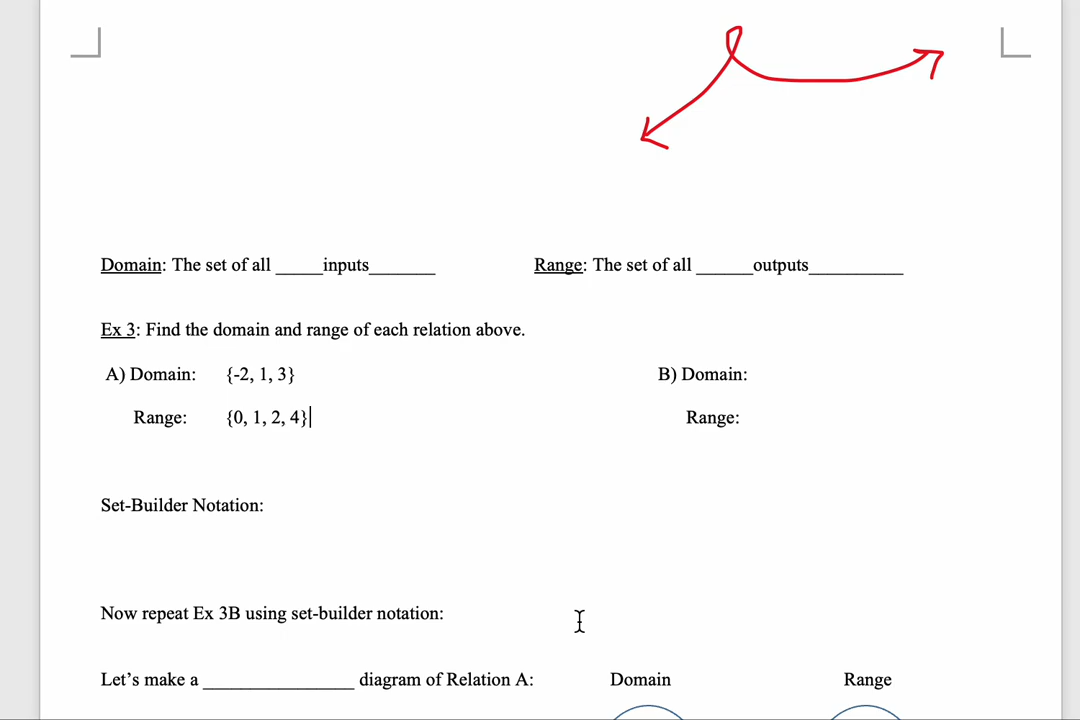 Domain: The set of all _____inputs_______ Range: The set of all ______outputs__________
Ex 3: Find the domain and range of each relation above.
A) Domain: {-2, 1, 3} B) Domain:
Range: {0, 1, 2, 4} Range:
Set-Builder Notation:
Now repeat Ex 3B using set-builder notation:
Let’s make a ________________ diagram of Relation A: Domain Range